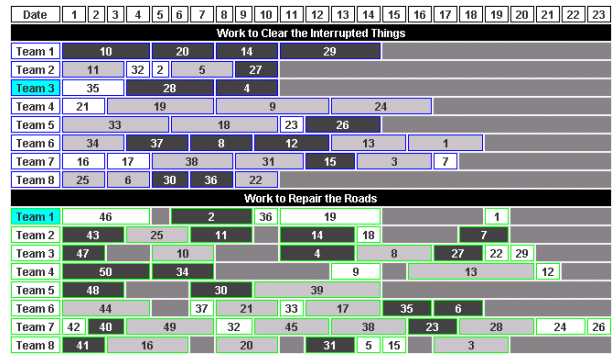 Date 1 2 3 4 5 6 7 8 9 10 11 12 13 14 15 16 17 18 19 20 21 22 23
Work to Clear the Interrupted Things
Team 1 10 20 14 29
Team 2 11 32 2 5 27
Team 3 35 28 4
Team 4 21 19 9 24
Team 5 33 18 23 26
Team 6 34 37 8 12 13 1
Team 7 16 17 38 31 15 3 7
Team 8 25 6 30 36 22
Work to Repair the Roads
Team 1 46 2 36 19 1
Team 2 43 25 11 14 18 7
Team 3 47 10 4 8 27 22 29
Team 4 50 34 9 13 12
Team 5 48 30 39
Team 6 44 37 21 33 17 35 6
Team 7 42 40 49 32 45 38 23 28 24 26
Team 8 41 16 20 31 5 15 3